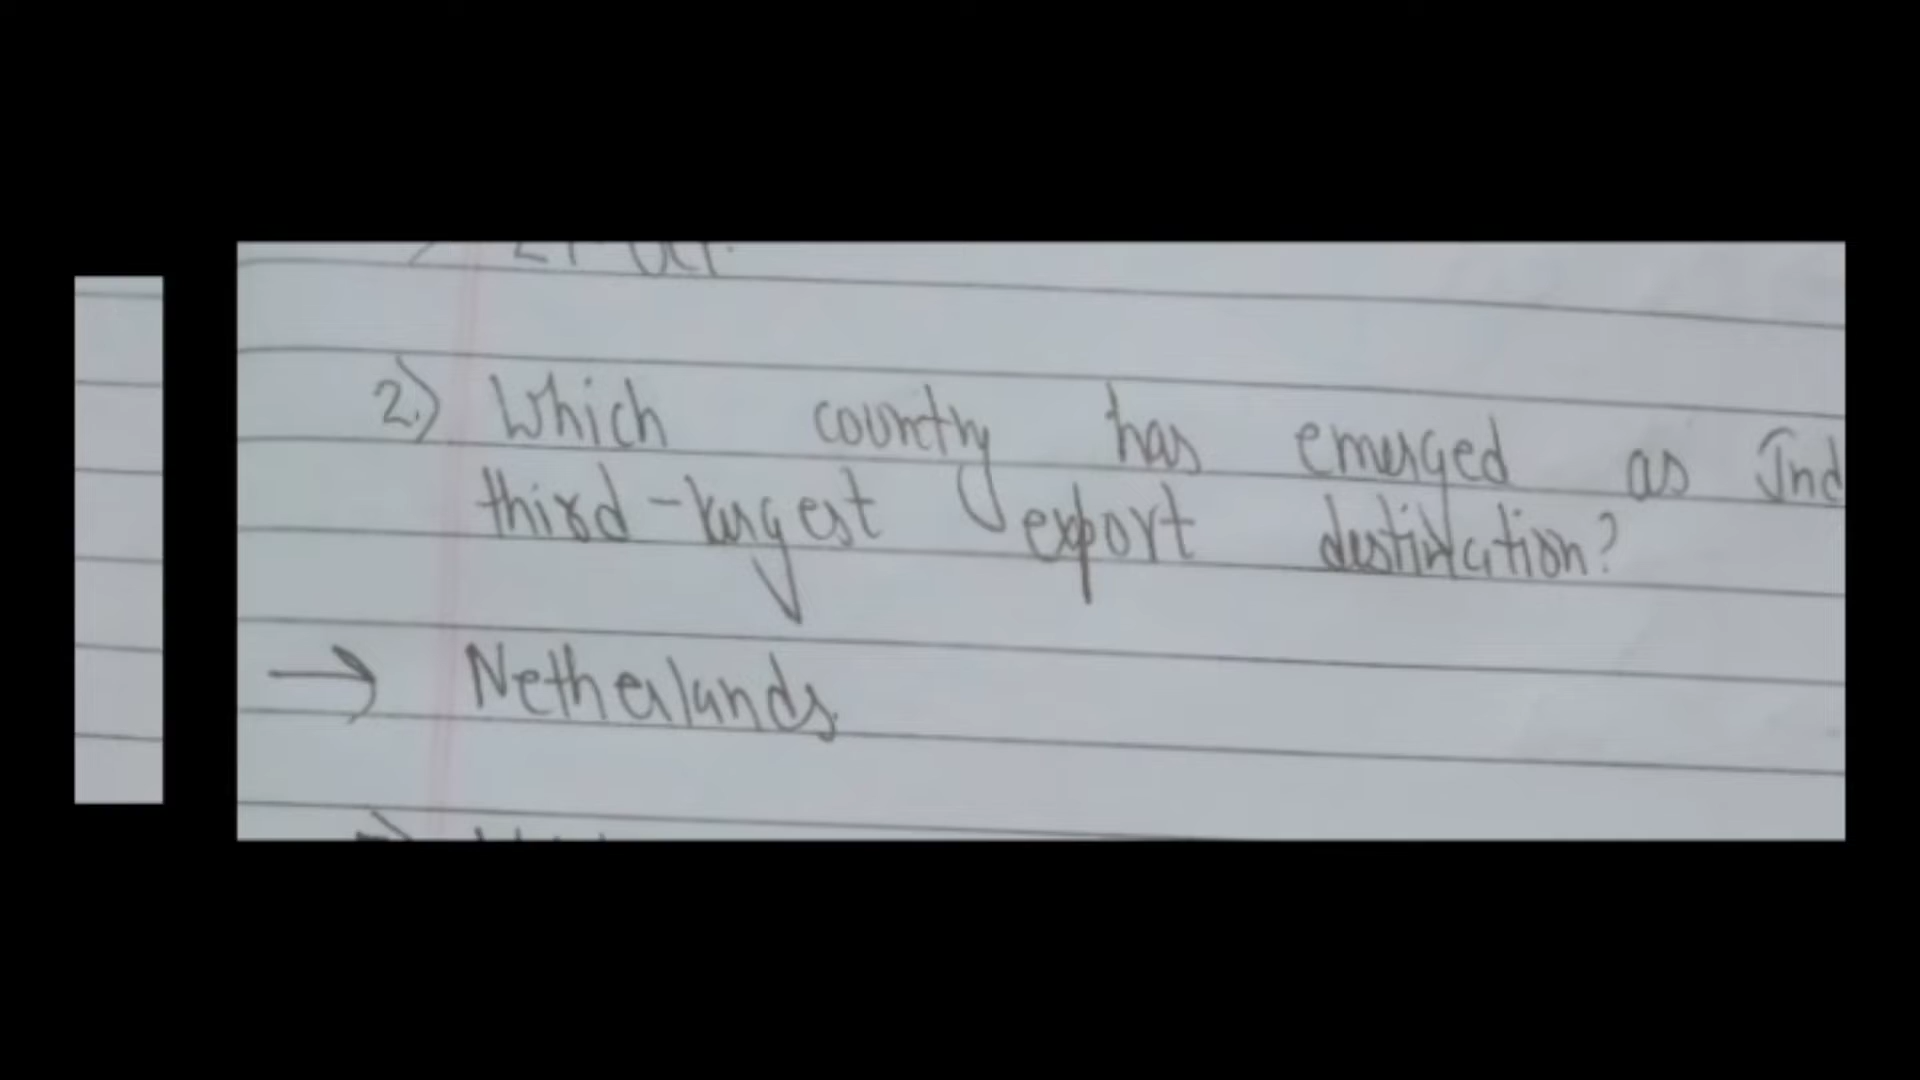 2.) Which country has emerged as Ind
third-largest export destination?
→ Netherlands.